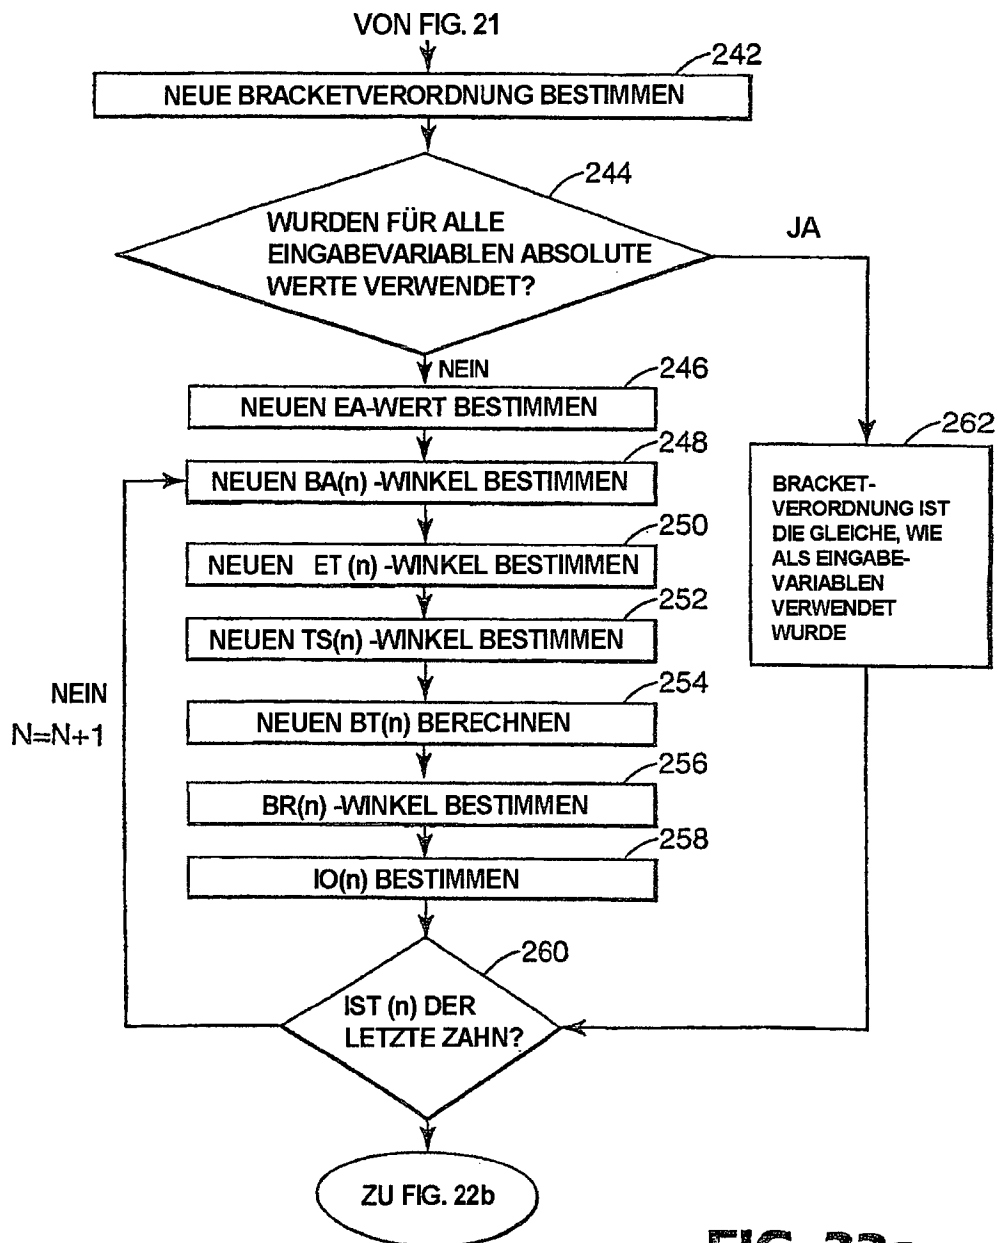 VON FIG. 21
242
NEUE BRACKETVERORDNUNG BESTIMMEN
244
WURDEN FÜR ALLE
EINGABEVARIABLEN ABSOLUTE
WERTE VERWENDET?
JA
NEIN
246
NEUEN EA-WERT BESTIMMEN
248
NEUEN BA(n) -WINKEL BESTIMMEN
250
NEUEN ET (n) -WINKEL BESTIMMEN
252
NEUEN TS(n) -WINKEL BESTIMMEN
254
NEUEN BT(n) BERECHNEN
256
BR(n) -WINKEL BESTIMMEN
258
IO(n) BESTIMMEN
260
IST (n) DER
LETZTE ZAHN?
NEIN
N=N+1
262
BRACKET-
VERORDNUNG IST
DIE GLEICHE, WIE
ALS EINGABE-
VARIABLEN
VERWENDET
WURDE
ZU FIG. 22b